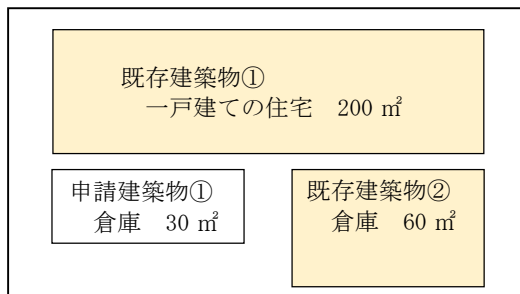 既存建築物①
一戸建ての住宅　200 ㎡
申請建築物①
倉庫　30 ㎡
既存建築物②
倉庫　60 ㎡